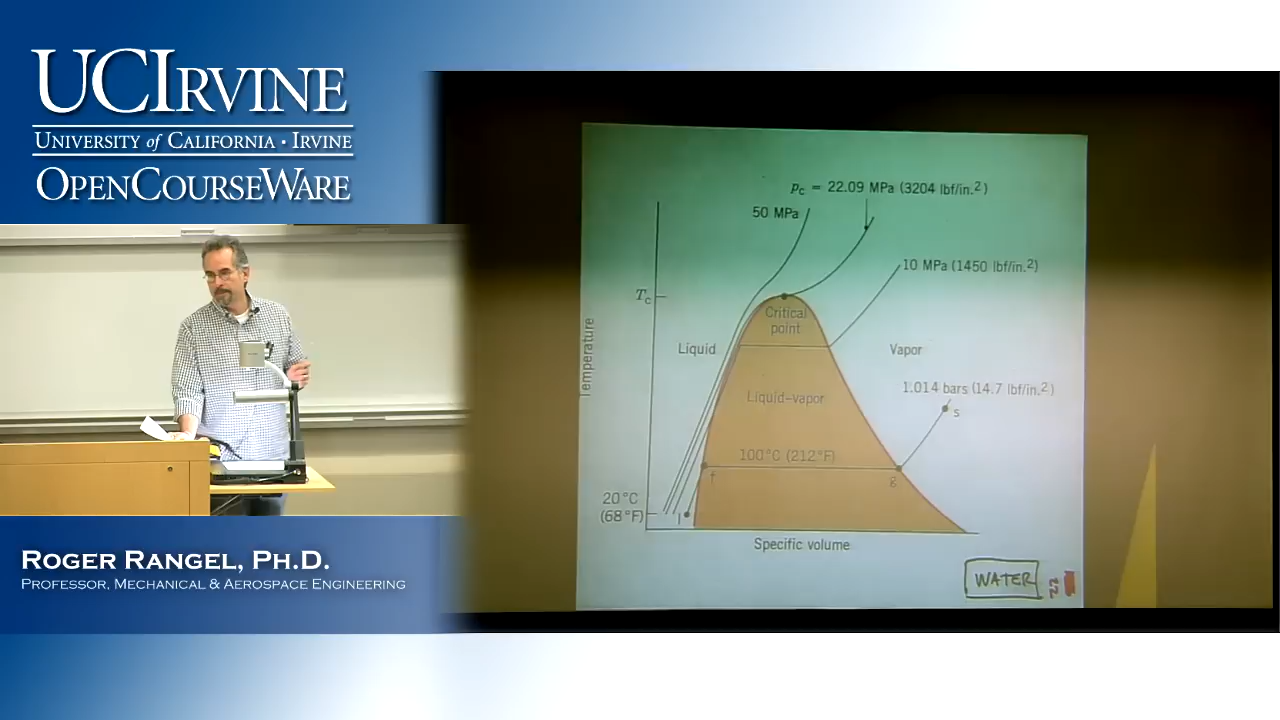 UCIRVINE
UNIVERSITY of CALIFORNIA · IRVINE
OPENCOURSEWARE
ROGER RANGEL, PH.D.
PROFESSOR, MECHANICAL & AEROSPACE ENGINEERING
pc = 22.09 MPa (3204 lbf/in.²)
50 MPa
10 MPa (1450 lbf/in.²)
Tc
Critical
point
Liquid
Vapor
Temperature
1.014 bars (14.7 lbf/in.²)
Liquid–vapor
s
100°C (212°F)
f
g
20°C
(68°F)
l
Specific volume
WATER